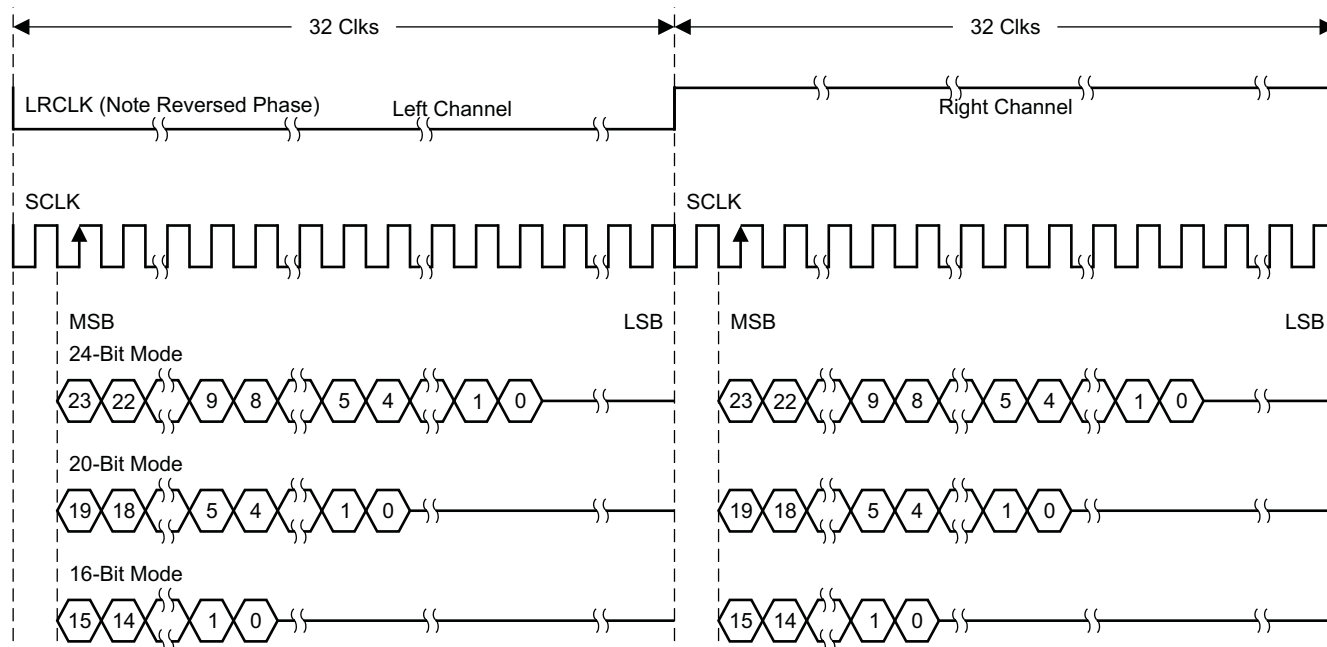 32 Clks 32 Clks
LRCLK (Note Reversed Phase) Left Channel Right Channel
SCLK SCLK
MSB LSB MSB LSB
24-Bit Mode
23 22 9 8 5 4 1 0 23 22 9 8 5 4 1 0
20-Bit Mode
19 18 5 4 1 0 19 18 5 4 1 0
16-Bit Mode
15 14 1 0 15 14 1 0